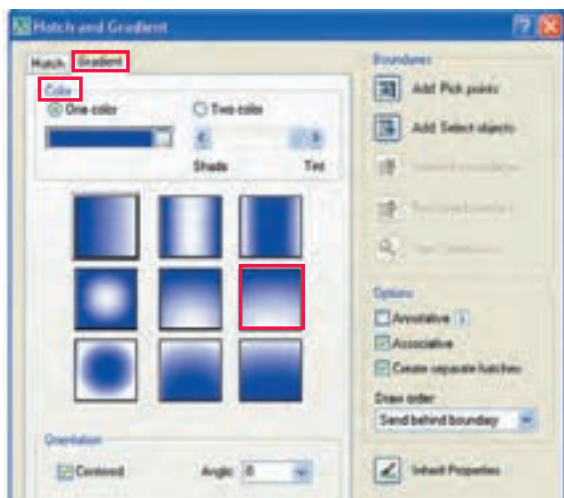 Hatch and Gradient
Hatch Gradient
Color
One color Two color
Shade Tint
Orientation
Centered Angle: 0
Boundaries
Add: Pick points
Add: Select objects
Options
Annotative
Associative
Create separate hatches
Draw order:
Send behind boundary
Inherit Properties